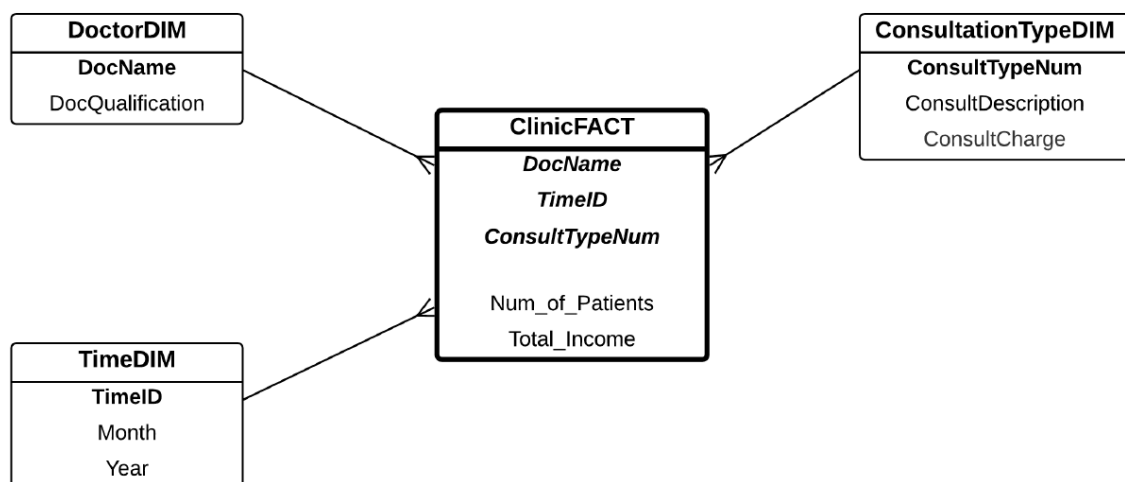 DoctorDIM
DocName
DocQualification
ConsultationTypeDIM
ConsultTypeNum
ConsultDescription
ConsultCharge
ClinicFACT
DocName
TimeID
ConsultTypeNum
Num_of_Patients
Total_Income
TimeDIM
TimeID
Month
Year